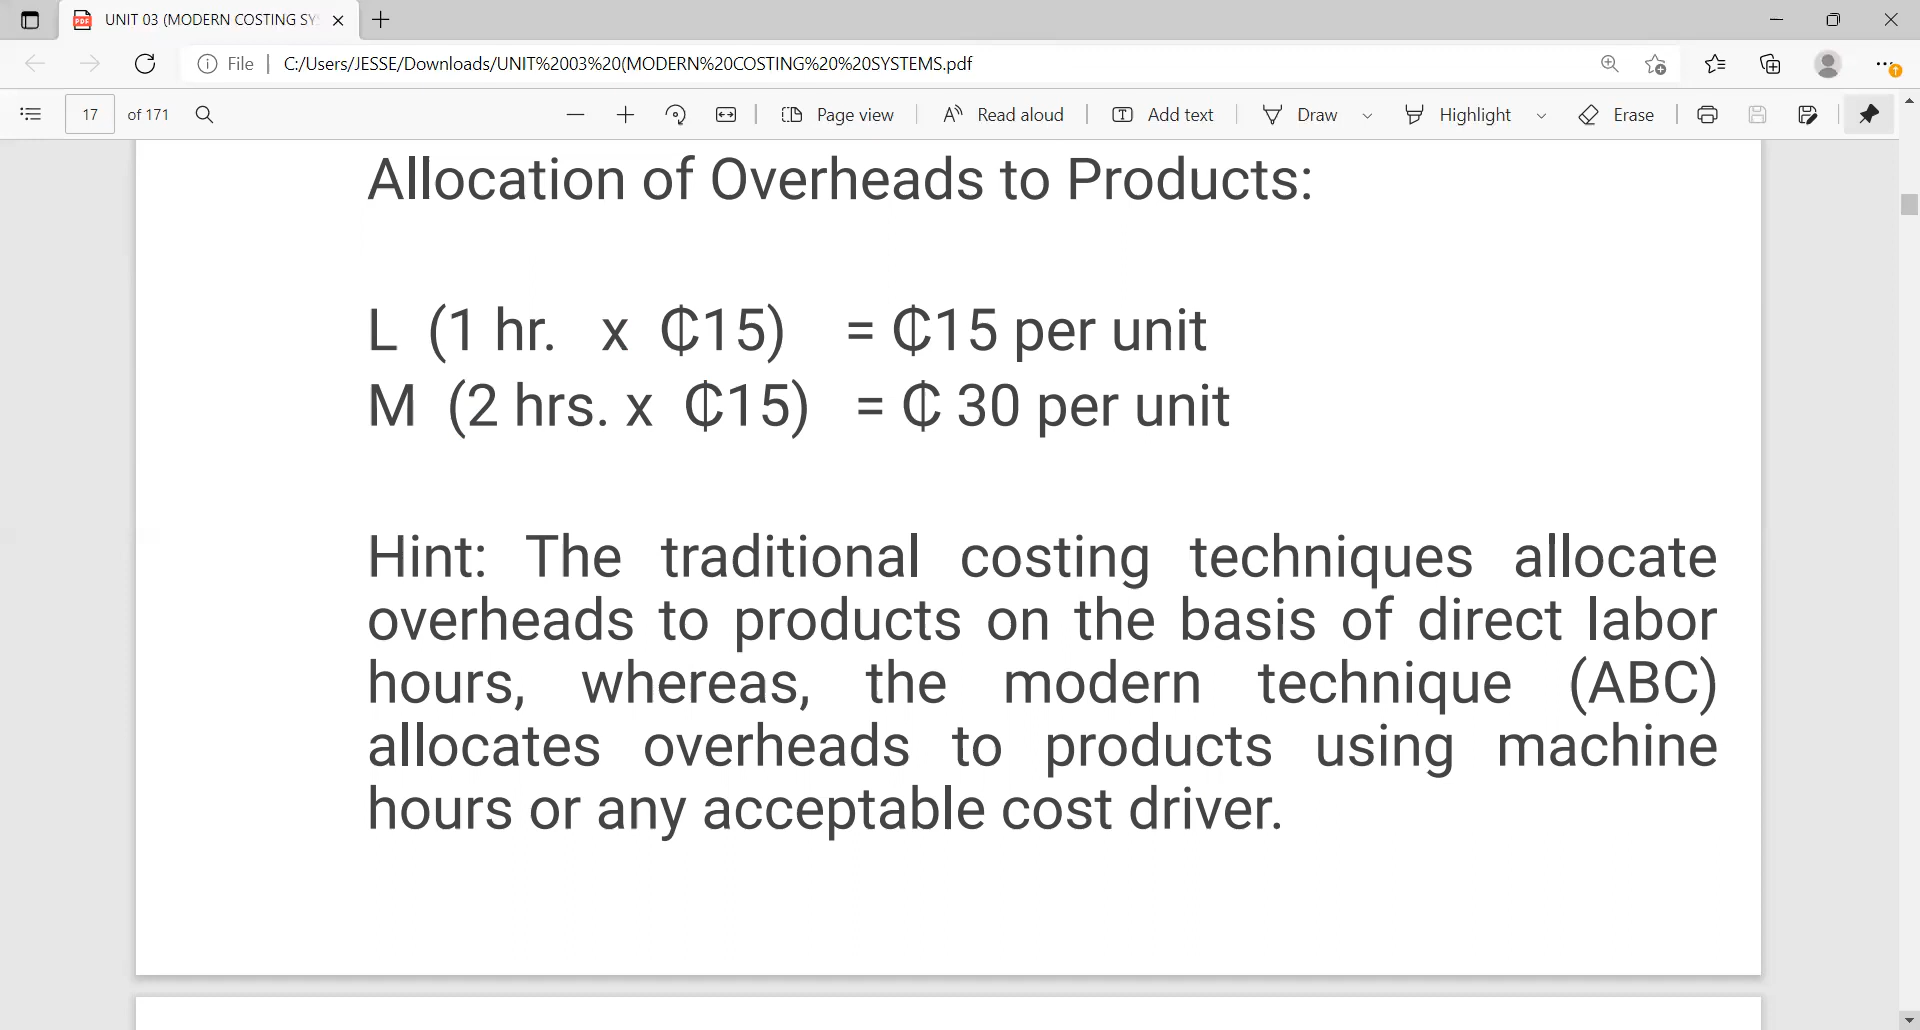 UNIT 03 (MODERN COSTING SY
File
C:/Users/JESSE/Downloads/UNIT%2003%20(MODERN%20COSTING%20%20SYSTEMS.pdf
17 of 171
Page view
Read aloud
Add text
Draw
Highlight
Erase
Allocation of Overheads to Products:
L (1 hr. x ₵15) = ₵15 per unit
M (2 hrs. x ₵15) = ₵ 30 per unit
Hint: The traditional costing techniques allocate
overheads to products on the basis of direct labor
hours, whereas, the modern technique (ABC)
allocates overheads to products using machine
hours or any acceptable cost driver.